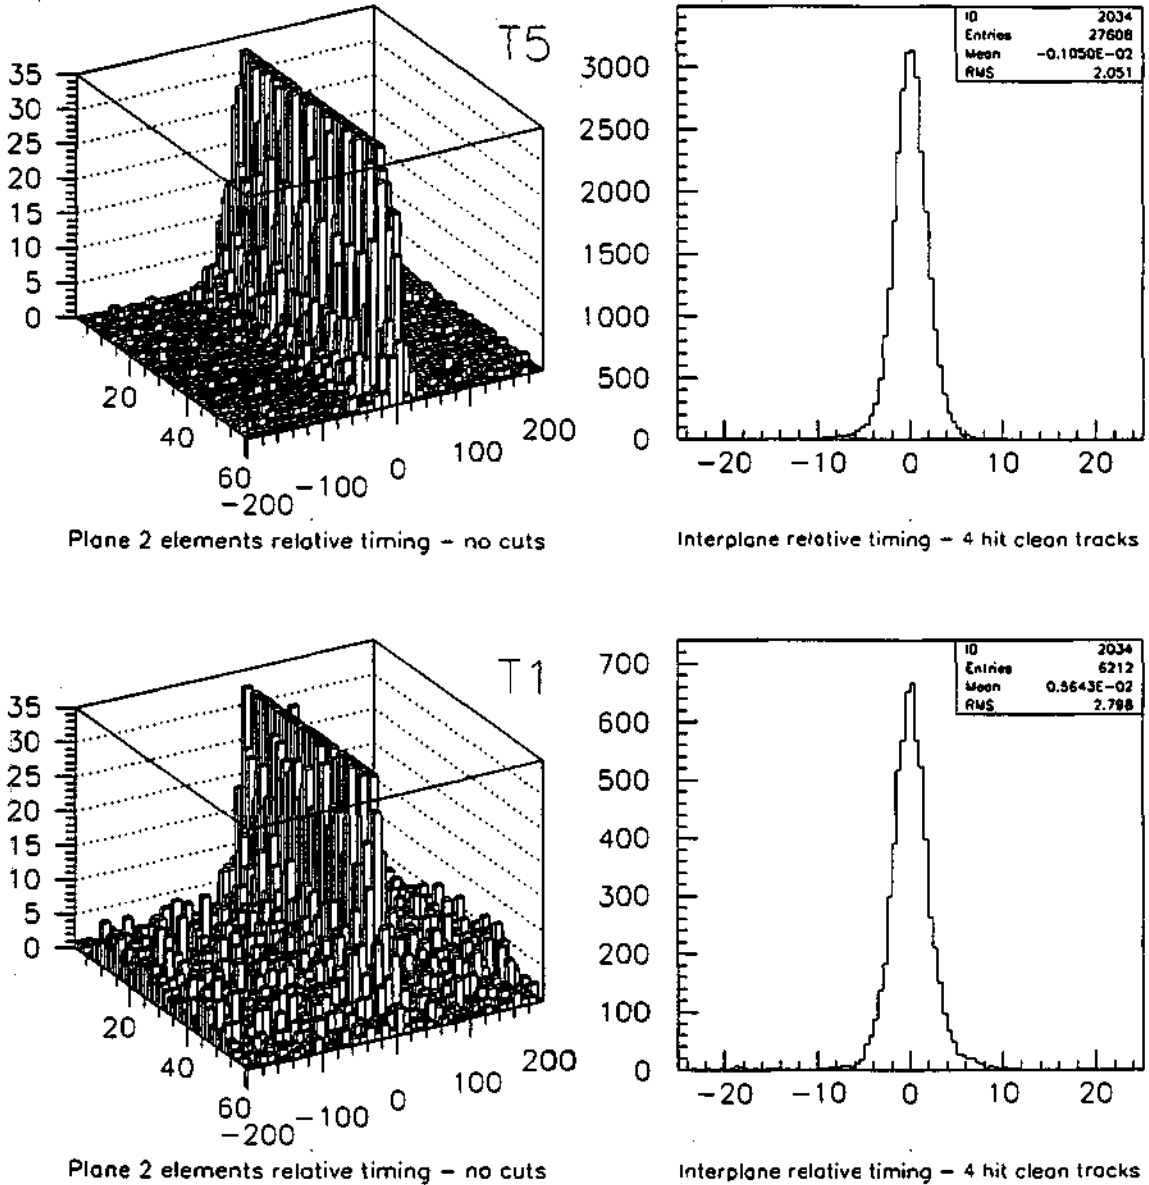 T5
35
30
25
20
15
10
5
0
20
40
60
-200
-100
0
100
200
Plane 2 elements relative timing - no cuts
ID 2034
Entries 27608
Mean -0.1050E-02
RMS 2.051
3000
2500
2000
1500
1000
500
0
-20 -10 0 10 20
Interplane relative timing - 4 hit clean tracks
T1
35
30
25
20
15
10
5
0
20
40
60
-200
-100
0
100
200
Plane 2 elements relative timing - no cuts
ID 2034
Entries 6212
Mean 0.5643E-02
RMS 2.798
700
600
500
400
300
200
100
0
-20 -10 0 10 20
Interplane relative timing - 4 hit clean tracks